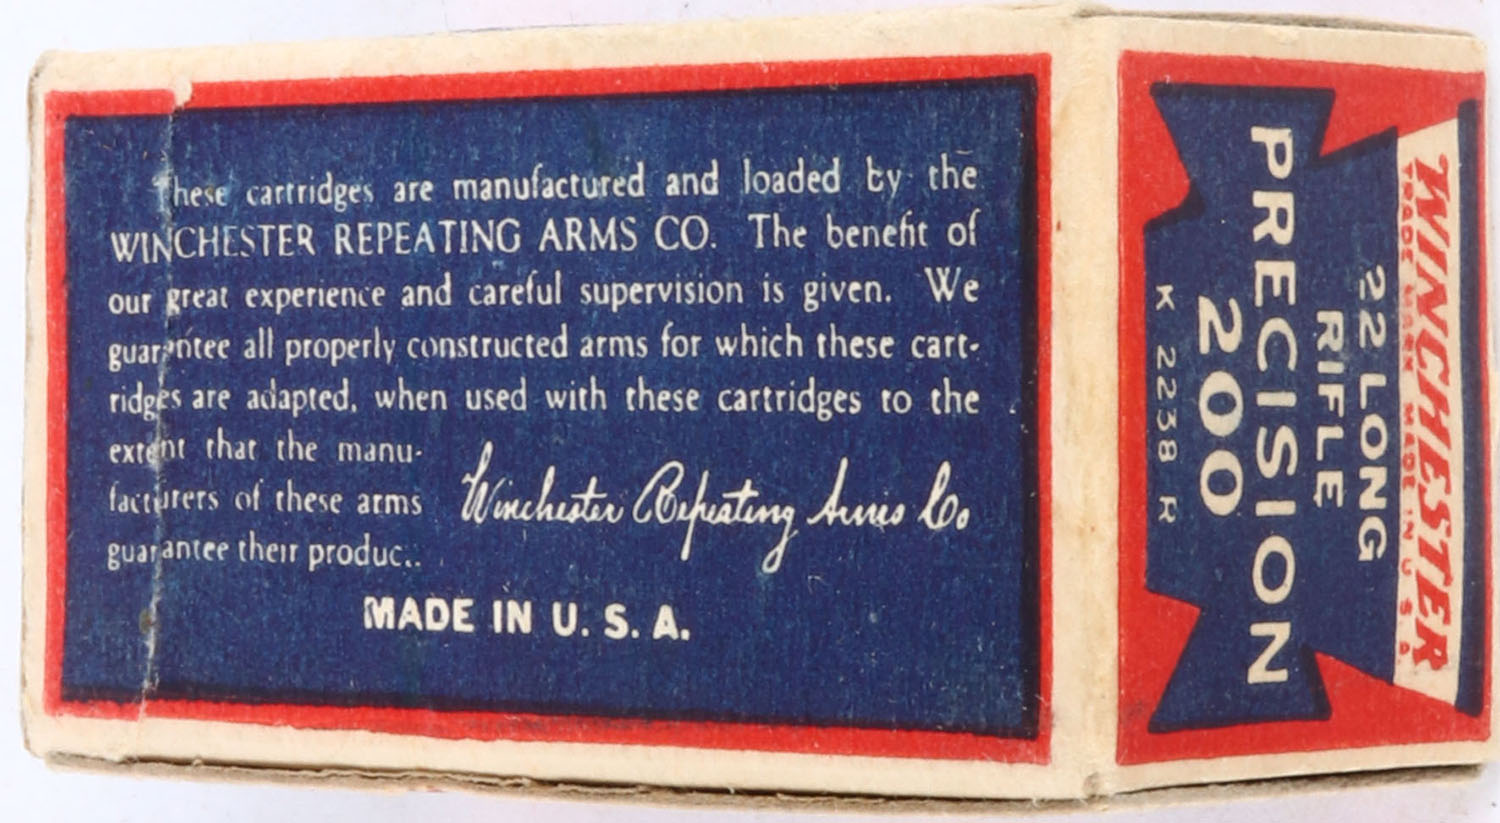 These cartridges are manufactured and loaded by the
WINCHESTER REPEATING ARMS CO. The benefit of
our great experience and careful supervision is given. We
guarantee all properly constructed arms for which these cart-
ridges are adapted, when used with these cartridges to the
extent that the manu-
facturers of these arms
guarantee their product.
Winchester Repeating Arms Co
MADE IN U. S. A.
WINCHESTER
TRADE MARK MADE IN U S A
22 LONG
RIFLE
PRECISION
200
K 2238 R